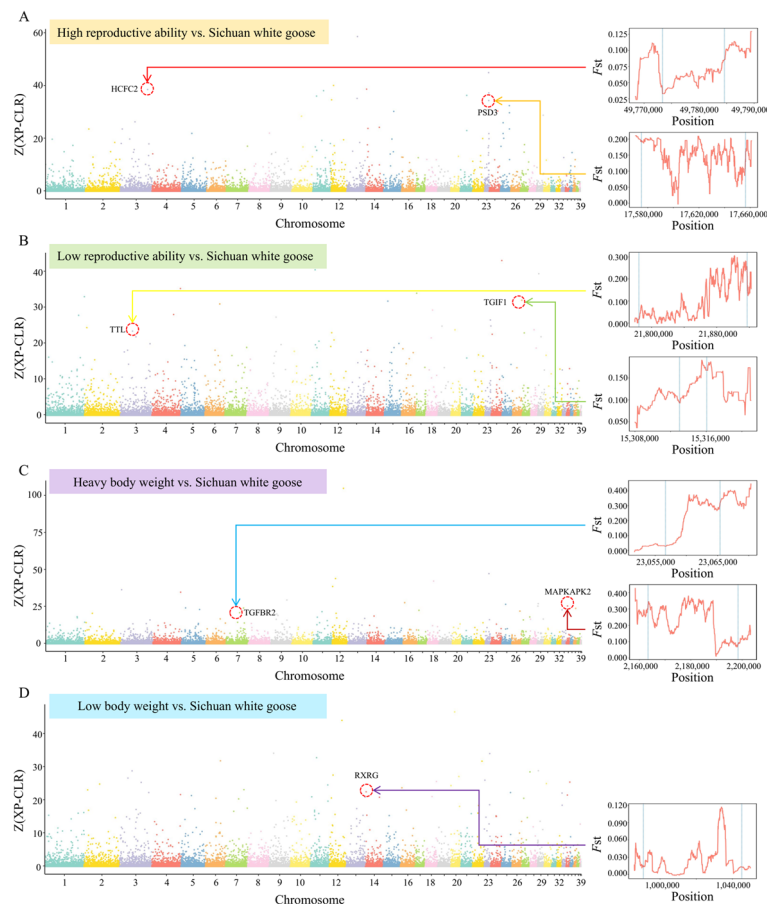 A
High reproductive ability vs. Sichuan white goose
Z(XP-CLR)
60
40
20
0
HCFC2
PSD3
1 2 3 4 5 6 7 8 9 10 11 12 14 16 18 20 23 26 29 32 39
Chromosome
Fst
0.125
0.100
0.075
0.050
0.025
49,770,000 49,780,000 49,790,000
Position
Fst
0.200
0.150
0.100
0.050
0.000
17,580,000 17,620,000 17,660,000
Position
B
Low reproductive ability vs. Sichuan white goose
Z(XP-CLR)
40
30
20
10
0
TTL
TGIF1
1 2 3 4 5 6 7 8 9 10 11 12 14 16 18 20 23 26 29 32 39
Chromosome
Fst
0.300
0.200
0.100
0.000
21,800,000 21,880,000
Position
Fst
0.150
0.100
0.050
15,308,000 15,316,000
Position
C
Heavy body weight vs. Sichuan white goose
Z(XP-CLR)
100
75
50
25
0
TGFBR2
MAPKAPK2
1 2 3 4 5 6 7 8 9 10 12 14 16 18 20 23 26 29 32 39
Chromosome
Fst
0.400
0.300
0.200
0.100
0.000
23,055,000 23,065,000
Position
Fst
0.400
0.300
0.200
0.100
0.000
2,160,000 2,180,000 2,200,000
Position
D
Low body weight vs. Sichuan white goose
Z(XP-CLR)
40
30
20
10
0
RXRG
1 2 3 4 5 6 7 8 9 10 12 14 16 18 20 23 26 29 32 39
Chromosome
Fst
0.120
0.090
0.060
0.030
0.000
1,000,000 1,040,000
Position